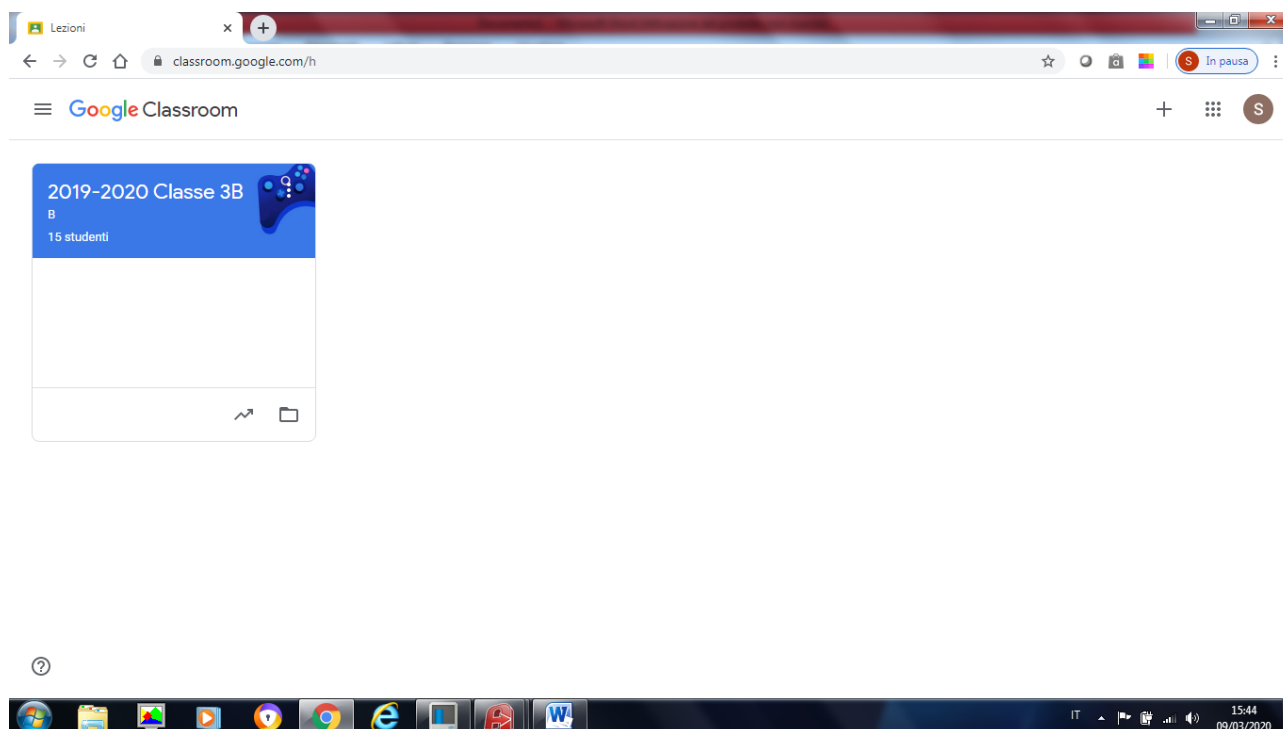 Lezioni
classroom.google.com/h
S In pausa
Google Classroom
S
2019-2020 Classe 3B
B
15 studenti
IT
15:44
09/03/2020